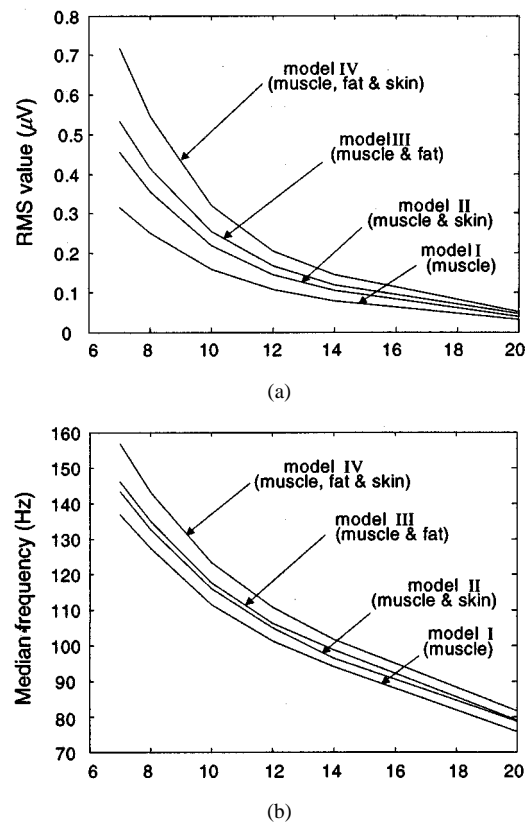 0.8
0.7
0.6
0.5
0.4
0.3
0.2
0.1
0
RMS value (μV)
model IV
(muscle, fat & skin)
model III
(muscle & fat)
model II
(muscle & skin)
model I
(muscle)
6 8 10 12 14 16 18 20
(a)
160
150
140
130
120
110
100
90
80
70
Median frequency (Hz)
model IV
(muscle, fat & skin)
model III
(muscle & fat)
model II
(muscle & skin)
model I
(muscle)
6 8 10 12 14 16 18 20
(b)